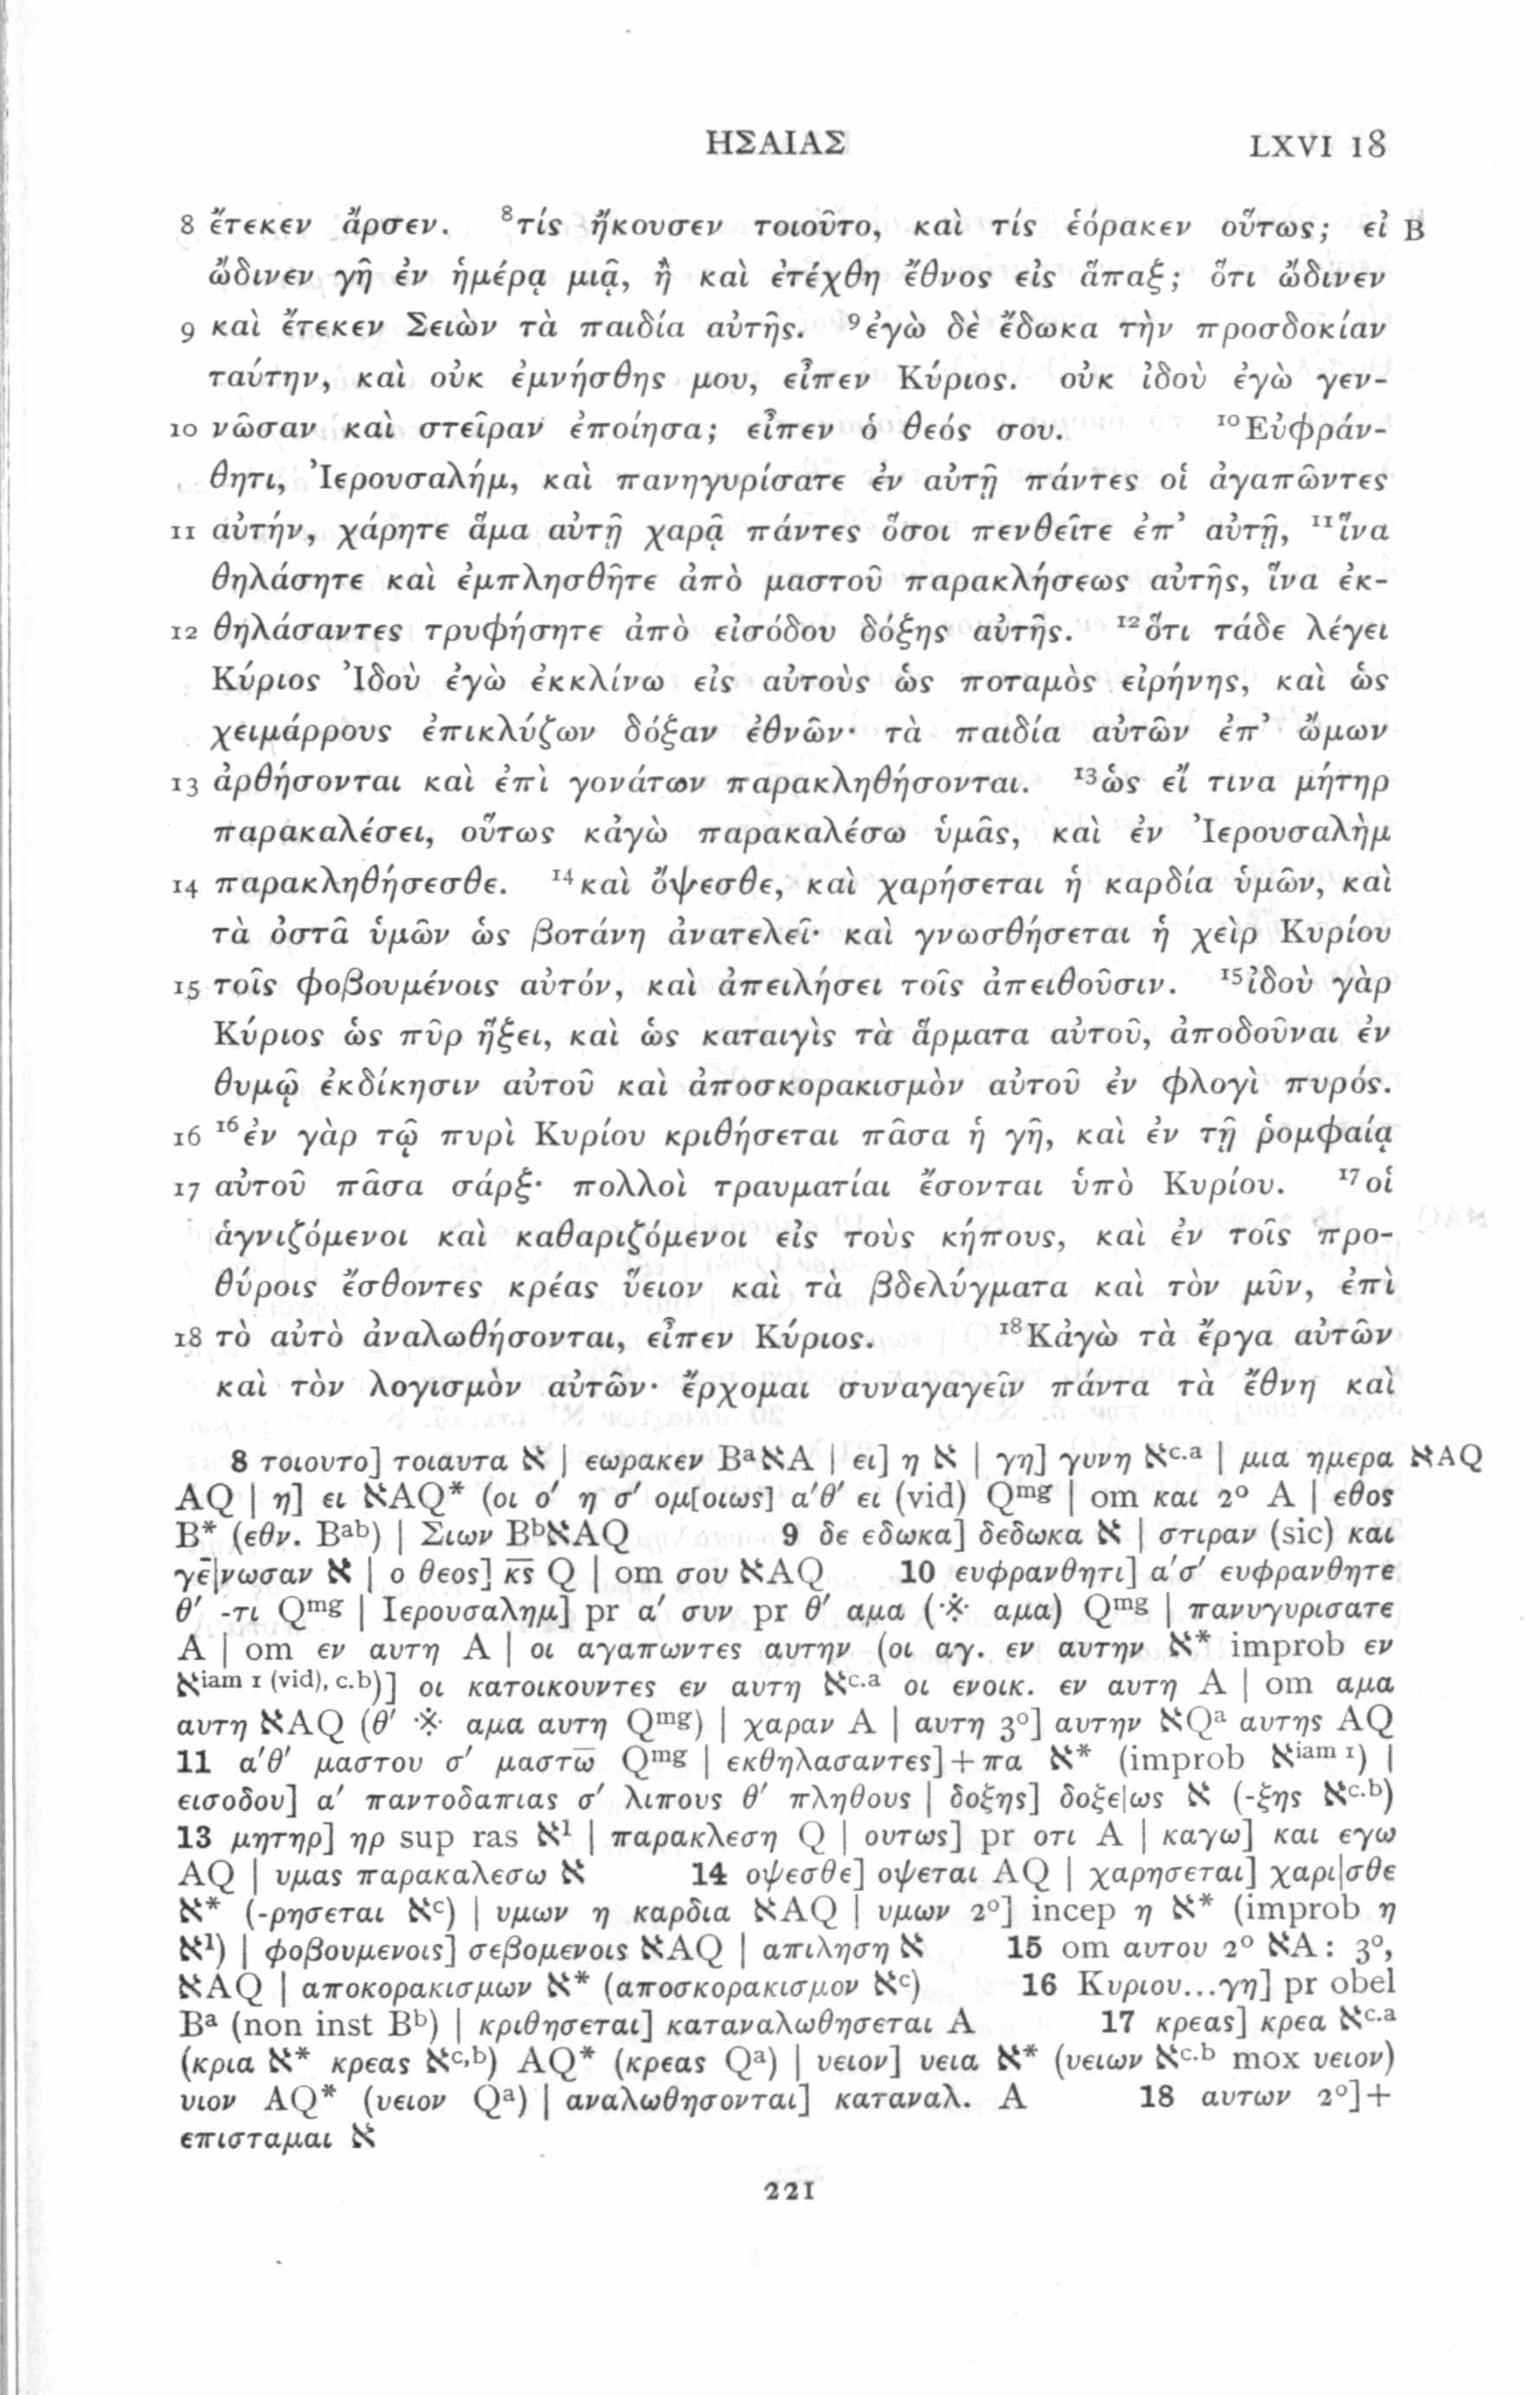 ΗΣΑΙΑΣ LXVI 18
8 ἔτεκεν ἄρσεν. ⁸τίς ἤκουσεν τοιοῦτο, καὶ τίς ἑόρακεν οὕτως; εἰ B
ὤδινεν γῆ ἐν ἡμέρᾳ μιᾷ, ἢ καὶ ἐτέχθη ἔθνος εἰς ἅπαξ; ὅτι ὤδινεν
9 καὶ ἔτεκεν Σειὼν τὰ παιδία αὐτῆς. ⁹ἐγὼ δὲ ἔδωκα τὴν προσδοκίαν
ταύτην, καὶ οὐκ ἐμνήσθης μου, εἶπεν Κύριος. οὐκ ἰδοὺ ἐγὼ γεν-
10 νῶσαν καὶ στεῖραν ἐποίησα; εἶπεν ὁ θεός σου. ¹⁰Εὐφράν-
θητι, Ἰερουσαλήμ, καὶ πανηγυρίσατε ἐν αὐτῇ πάντες οἱ ἀγαπῶντες
11 αὐτήν, χάρητε ἅμα αὐτῇ χαρᾷ πάντες ὅσοι πενθεῖτε ἐπ’ αὐτῇ, ¹¹ἵνα
θηλάσητε καὶ ἐμπλησθῆτε ἀπὸ μαστοῦ παρακλήσεως αὐτῆς, ἵνα ἐκ-
12 θηλάσαντες τρυφήσητε ἀπὸ εἰσόδου δόξης αὐτῆς. ¹²ὅτι τάδε λέγει
Κύριος Ἰδοὺ ἐγὼ ἐκκλίνω εἰς αὐτοὺς ὡς ποταμὸς εἰρήνης, καὶ ὡς
χειμάρρους ἐπικλύζων δόξαν ἐθνῶν· τὰ παιδία αὐτῶν ἐπ’ ὤμων
13 ἀρθήσονται καὶ ἐπὶ γονάτων παρακληθήσονται. ¹³ὡς εἴ τινα μήτηρ
παρακαλέσει, οὕτως κἀγὼ παρακαλέσω ὑμᾶς, καὶ ἐν Ἰερουσαλὴμ
14 παρακληθήσεσθε. ¹⁴καὶ ὄψεσθε, καὶ χαρήσεται ἡ καρδία ὑμῶν, καὶ
τὰ ὀστᾶ ὑμῶν ὡς βοτάνη ἀνατελεῖ· καὶ γνωσθήσεται ἡ χεὶρ Κυρίου
15 τοῖς φοβουμένοις αὐτόν, καὶ ἀπειλήσει τοῖς ἀπειθοῦσιν. ¹⁵ἰδοὺ γὰρ
Κύριος ὡς πῦρ ἥξει, καὶ ὡς καταιγὶς τὰ ἅρματα αὐτοῦ, ἀποδοῦναι ἐν
θυμῷ ἐκδίκησιν αὐτοῦ καὶ ἀποσκορακισμὸν αὐτοῦ ἐν φλογὶ πυρός.
16 ¹⁶ἐν γὰρ τῷ πυρὶ Κυρίου κριθήσεται πᾶσα ἡ γῆ, καὶ ἐν τῇ ῥομφαίᾳ
17 αὐτοῦ πᾶσα σάρξ· πολλοὶ τραυματίαι ἔσονται ὑπὸ Κυρίου. ¹⁷οἱ
ἁγνιζόμενοι καὶ καθαριζόμενοι εἰς τοὺς κήπους, καὶ ἐν τοῖς προ-
θύροις ἔσθοντες κρέας ὕειον καὶ τὰ βδελύγματα καὶ τὸν μῦν, ἐπὶ
18 τὸ αὐτὸ ἀναλωθήσονται, εἶπεν Κύριος. ¹⁸Κἀγὼ τὰ ἔργα αὐτῶν
καὶ τὸν λογισμὸν αὐτῶν· ἔρχομαι συναγαγεῖν πάντα τὰ ἔθνη καὶ
8 τοιουτο] τοιαυτα ℵ | εωρακεν BᵃℵA | ει] η ℵ | γη] γυνη ℵᶜ·ᵃ | μια ημερα ℵAQ
AQ | η] ει ℵAQ* (οι ο′ η σ′ ομ[οιως] α′θ′ ει (vid) Qᵐᵍ | om και 2⁰ A | εθος
B* (εθν. Bᵃᵇ) | Σιων BᵇℵAQ 9 δε εδωκα] δεδωκα ℵ | στιραν (sic) και
γε̄|νωσαν ℵ | ο θεος] κ̅ς̅ Q | om σου ℵAQ 10 ευφρανθητι] α′σ′ ευφρανθητε
θ′ -τι Qᵐᵍ | Ιερουσαλημ] pr α′ συν pr θ′ αμα (※ αμα) Qᵐᵍ | πανυγυρισατε
A | om εν αυτη A | οι αγαπωντες αυτην (οι αγ. εν αυτην ℵ* improb εν
ℵⁱᵃᵐ ¹ ⁽ᵛⁱᵈ⁾, ᶜ·ᵇ)] οι κατοικουντες εν αυτη ℵᶜ·ᵃ οι ενοικ. εν αυτη A | om αμα
αυτη ℵAQ (θ′ ※ αμα αυτη Qᵐᵍ) | χαραν A | αυτη 3⁰] αυτην ℵQᵃ αυτης AQ
11 α′θ′ μαστου σ′ μαστω̄ Qᵐᵍ | εκθηλασαντες]+πα ℵ* (improb ℵⁱᵃᵐ ¹) |
εισοδου] α′ παντοδαπιας σ′ λιπους θ′ πληθους | δοξης] δοξε|ως ℵ (-ξης ℵᶜ·ᵇ)
13 μητηρ] ηρ sup ras ℵ¹ | παρακλεση Q | ουτως] pr οτι A | καγω] και εγω
AQ | υμας παρακαλεσω ℵ 14 οψεσθε] οψεται AQ | χαρησεται] χαρι|σθε
ℵ* (-ρησεται ℵᶜ) | υμων η καρδια ℵAQ | υμων 2⁰] incep η ℵ* (improb η
ℵ¹) | φοβουμενοις] σεβομενοις ℵAQ | απιληση ℵ 15 om αυτου 2⁰ ℵA: 3⁰,
ℵAQ | αποκορακισμων ℵ* (αποσκορακισμον ℵᶜ) 16 Κυριου...γη] pr obel
Bᵃ (non inst Bᵇ) | κριθησεται] καταναλωθησεται A 17 κρεας] κρεα ℵᶜ·ᵃ
(κρια ℵ* κρεας ℵᶜ·ᵇ) AQ* (κρεας Qᵃ) | υειον] υεια ℵ* (υειων ℵᶜ·ᵇ mox υειον)
υιον AQ* (υειον Qᵃ) | αναλωθησονται] καταναλ. A 18 αυτων 2⁰]+
επισταμαι ℵ
221